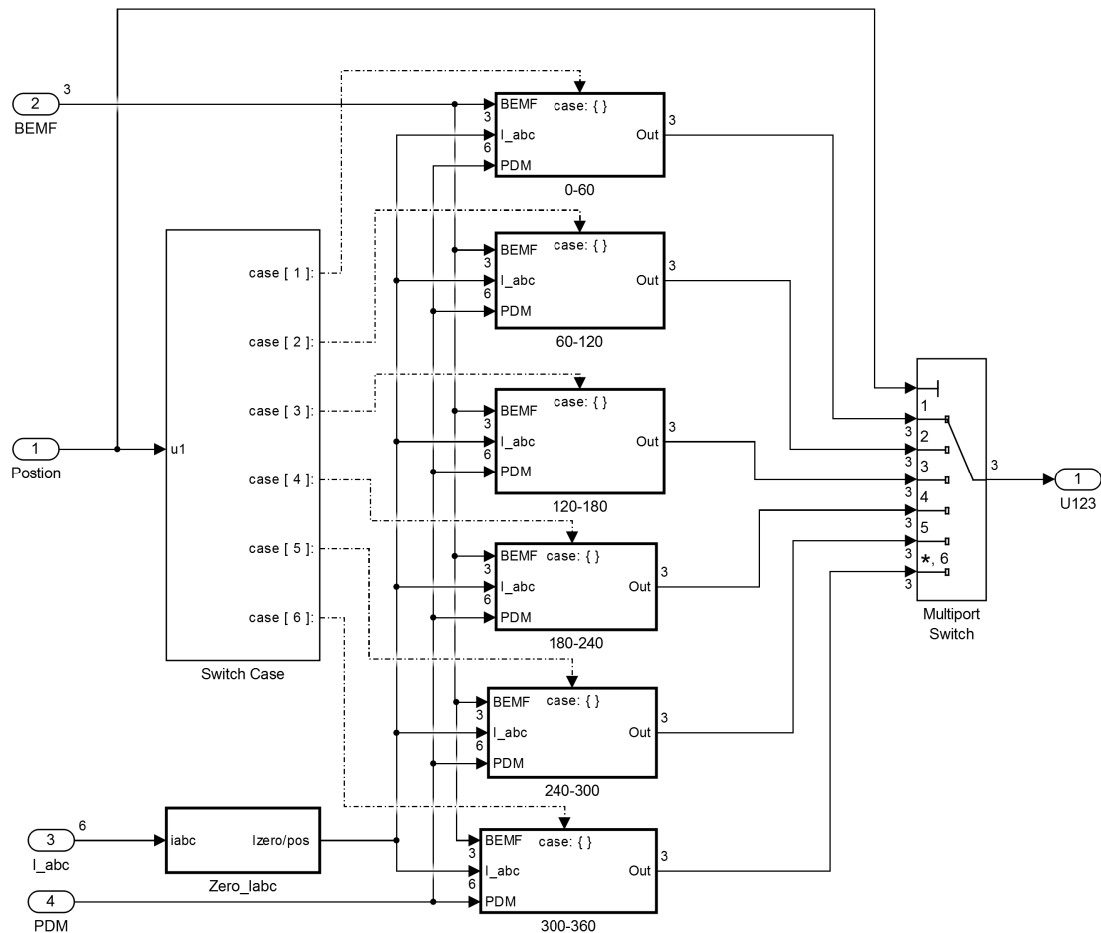 3
2
BEMF
BEMF
case: { }
3
3
I_abc
Out
6
PDM
0-60
case: { }
BEMF
3
3
I_abc
Out
6
PDM
60-120
case [ 1 ]:
case [ 2 ]:
case [ 3 ]:
case [ 4 ]:
case [ 5 ]:
case [ 6 ]:
u1
Switch Case
1
Postion
case: { }
BEMF
3
3
I_abc
Out
6
PDM
120-180
BEMF
case: { }
3
3
I_abc
Out
6
PDM
180-240
BEMF
case: { }
3
3
I_abc
Out
6
PDM
240-300
BEMF
case: { }
3
3
I_abc
Out
6
PDM
300-360
1
3
2
3
3
3
4
3
5
3
*, 6
3
Multiport
Switch
3
1
U123
6
3
I_abc
iabc
Izero/pos
Zero_Iabc
4
PDM